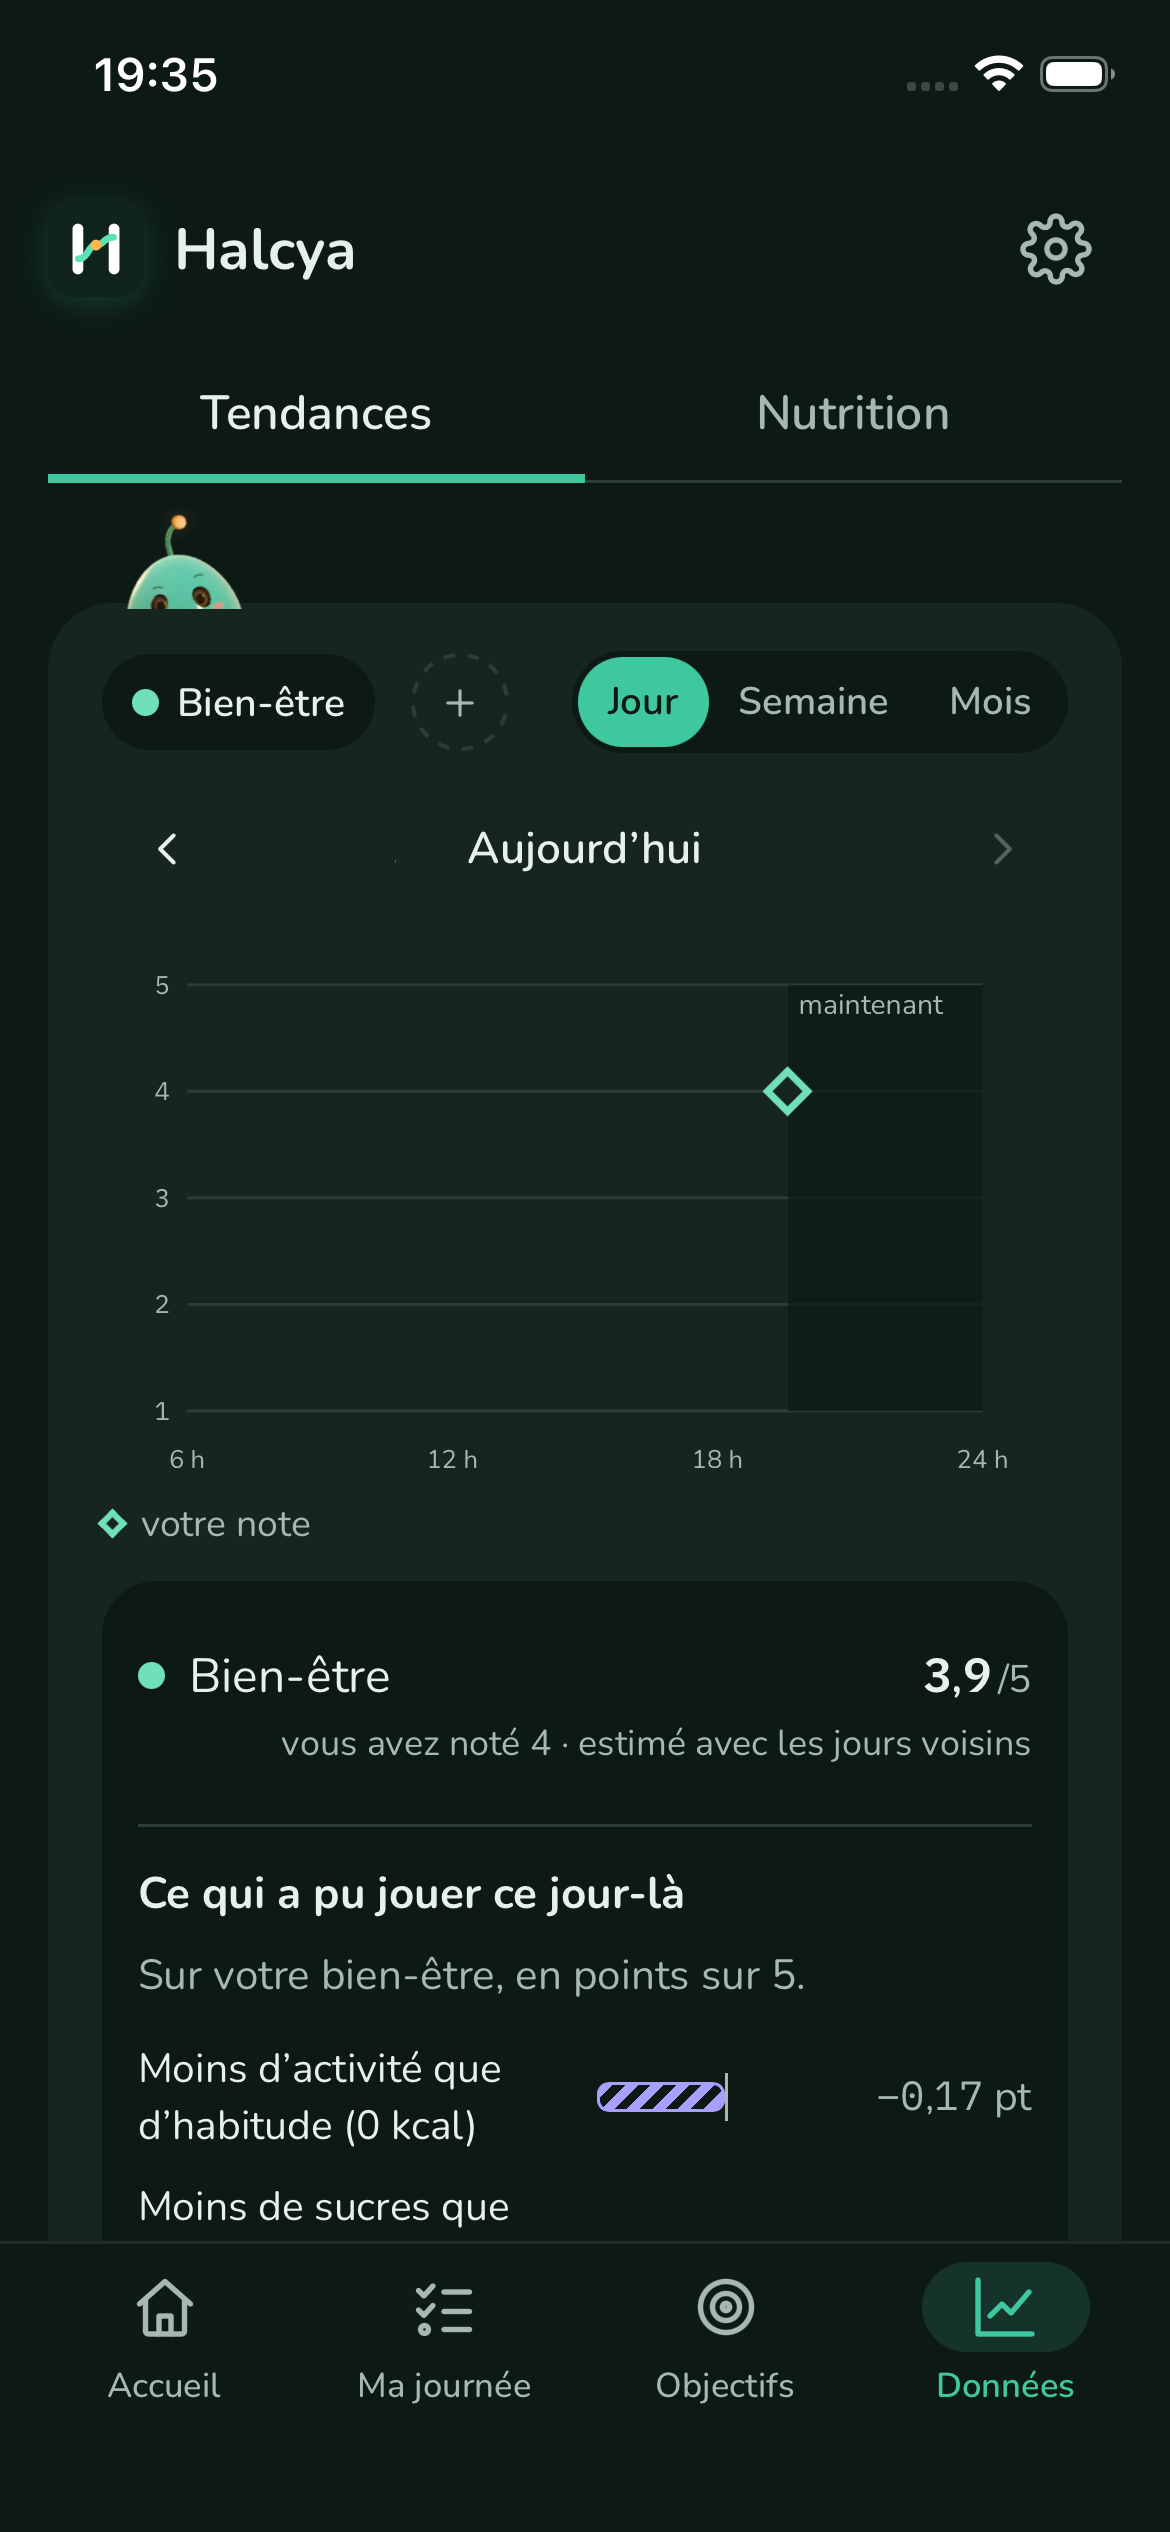 19:35
Halcya
Tendances
Nutrition
Bien-être
+
Jour
Semaine
Mois
Aujourd’hui
5
maintenant
4
3
2
1
6 h
12 h
18 h
24 h
votre note
Bien-être
3,9/5
vous avez noté 4 · estimé avec les jours voisins
Ce qui a pu jouer ce jour-là
Sur votre bien-être, en points sur 5.
Moins d’activité que
d’habitude (0 kcal)
−0,17 pt
Moins de sucres que
Accueil
Ma journée
Objectifs
Données